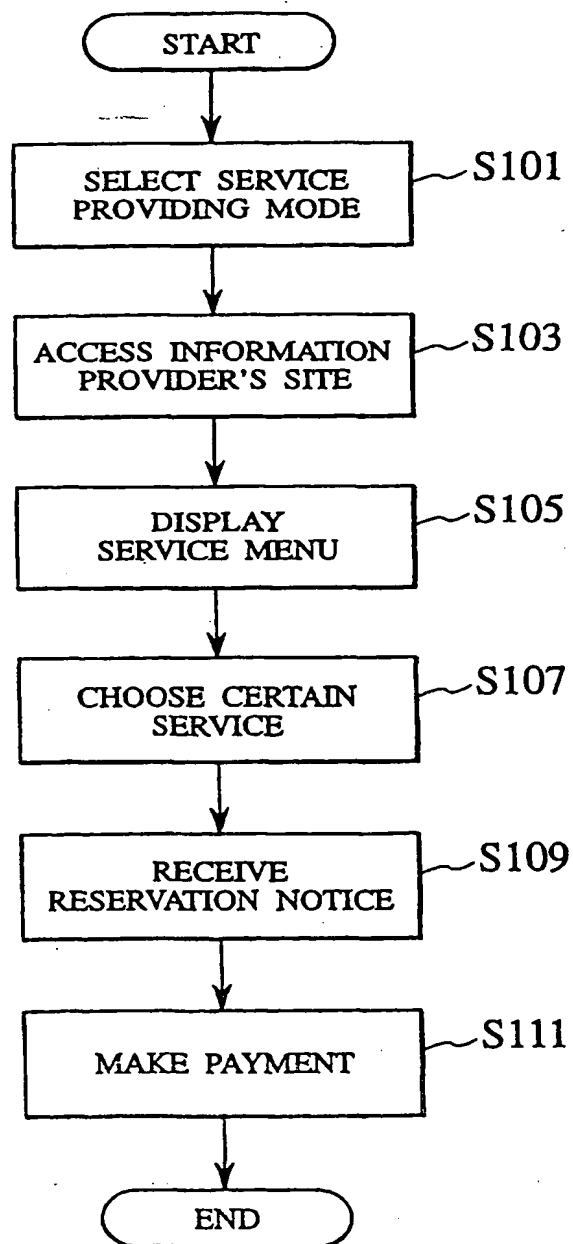 START
SELECT SERVICE
PROVIDING MODE
S101
ACCESS INFORMATION
PROVIDER'S SITE
S103
DISPLAY
SERVICE MENU
S105
CHOOSE CERTAIN
SERVICE
S107
RECEIVE
RESERVATION NOTICE
S109
MAKE PAYMENT
S111
END